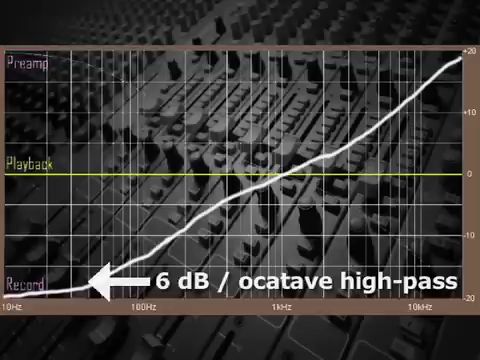 Preamp
+20
+10
Playback
0
-10
Record
6 dB / ocatave high-pass
-20
10Hz
100Hz
1kHz
10kHz